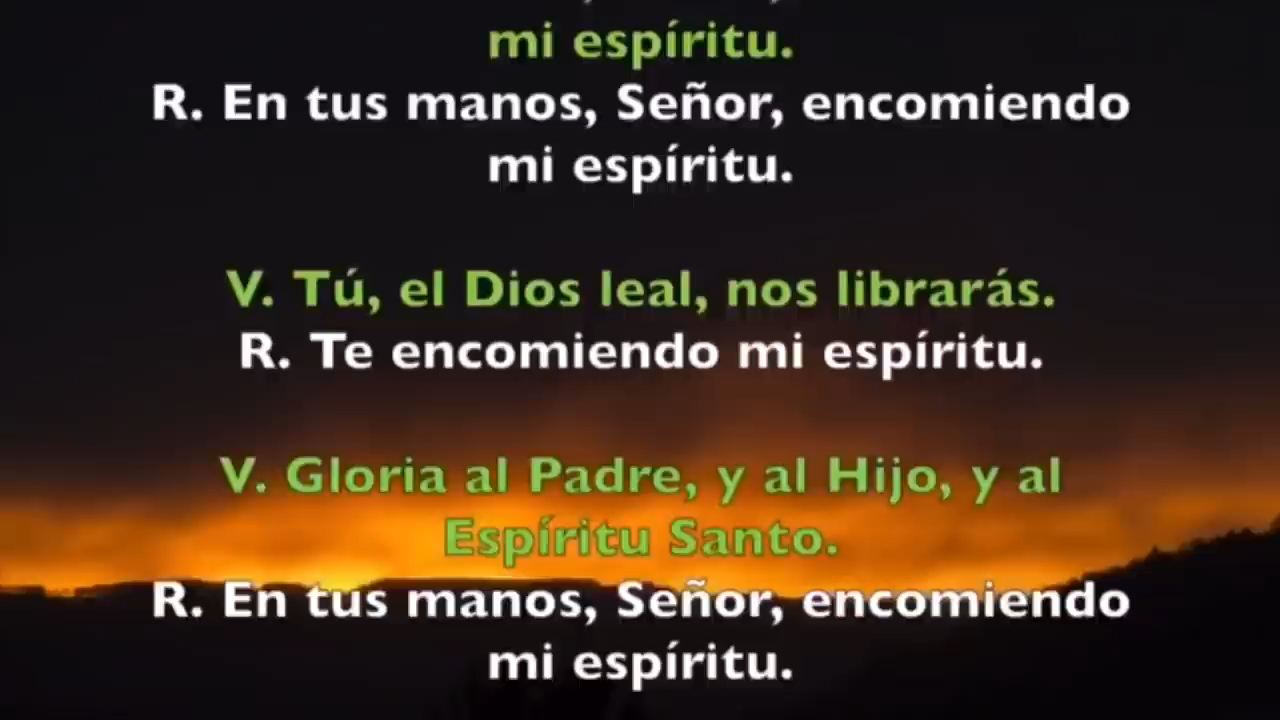 mi espíritu.
R. En tus manos, Señor, encomiendo
mi espíritu.
V. Tú, el Dios leal, nos librarás.
R. Te encomiendo mi espíritu.
V. Gloria al Padre, y al Hijo, y al
Espíritu Santo.
R. En tus manos, Señor, encomiendo
mi espíritu.